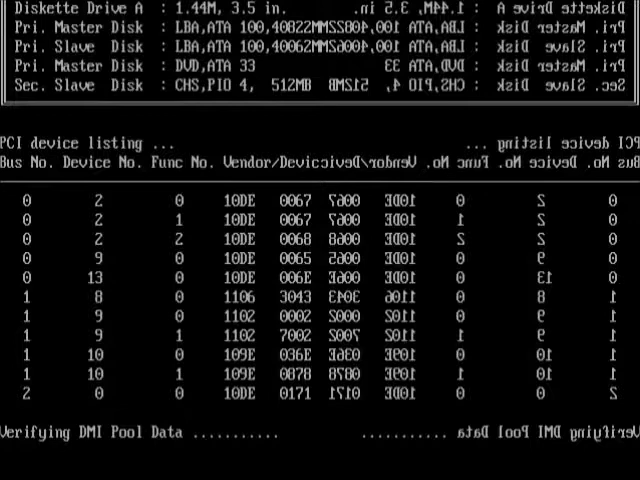 Diskette Drive A : 1.44M, 3.5 in.
Pri. Master Disk : LBA,ATA 100,40822MM
Pri. Slave Disk : LBA,ATA 100,40062MM
Pri. Master Disk : DVD,ATA 33
Sec. Slave Disk : CHS,PIO 4, 512MB
PCI device listing ...
Bus No. Device No. Func No. Vendor/Device
0 2 0 10DE 0067
0 2 1 10DE 0067
0 2 2 10DE 0068
0 9 0 10DE 0065
0 13 0 10DE 006E
1 8 0 1106 3043
1 9 0 1102 0002
1 9 1 1102 7002
1 10 0 109E 036E
1 10 1 109E 0878
2 0 0 10DE 0171
Verifying DMI Pool Data ...........